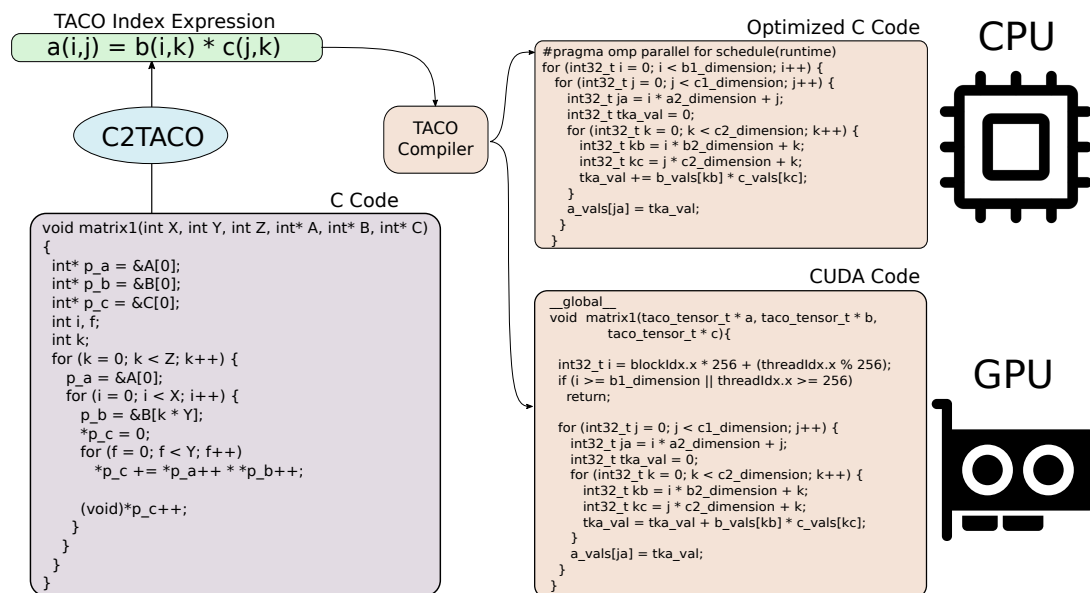 TACO Index Expression
a(i,j) = b(i,k) * c(j,k)
C2TACO
TACO
Compiler
C Code
void matrix1(int X, int Y, int Z, int* A, int* B, int* C)
{
int* p_a = &A[0];
int* p_b = &B[0];
int* p_c = &C[0];
int i, f;
int k;
for (k = 0; k < Z; k++) {
p_a = &A[0];
for (i = 0; i < X; i++) {
p_b = &B[k * Y];
*p_c = 0;
for (f = 0; f < Y; f++)
*p_c += *p_a++ * *p_b++;
(void)*p_c++;
}
}
}
}
Optimized C Code
#pragma omp parallel for schedule(runtime)
for (int32_t i = 0; i < b1_dimension; i++) {
for (int32_t j = 0; j < c1_dimension; j++) {
int32_t ja = i * a2_dimension + j;
int32_t tka_val = 0;
for (int32_t k = 0; k < c2_dimension; k++) {
int32_t kb = i * b2_dimension + k;
int32_t kc = j * c2_dimension + k;
tka_val += b_vals[kb] * c_vals[kc];
}
a_vals[ja] = tka_val;
}
}
CPU
CUDA Code
__global__
void matrix1(taco_tensor_t * a, taco_tensor_t * b,
taco_tensor_t * c){
int32_t i = blockIdx.x * 256 + (threadIdx.x % 256);
if (i >= b1_dimension || threadIdx.x >= 256)
return;
for (int32_t j = 0; j < c1_dimension; j++) {
int32_t ja = i * a2_dimension + j;
int32_t tka_val = 0;
for (int32_t k = 0; k < c2_dimension; k++) {
int32_t kb = i * b2_dimension + k;
int32_t kc = j * c2_dimension + k;
tka_val = tka_val + b_vals[kb] * c_vals[kc];
}
a_vals[ja] = tka_val;
}
}
GPU